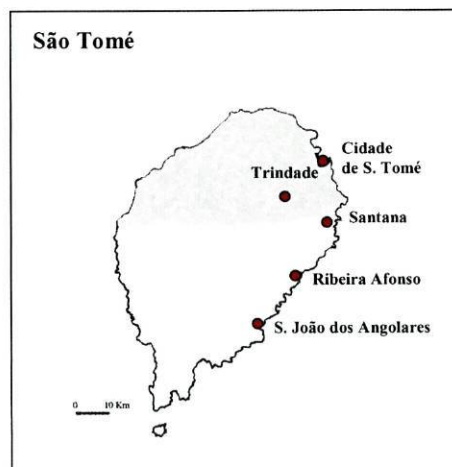 São Tomé
Cidade
de S. Tomé
Trindade
Santana
Ribeira Afonso
S. João dos Angolares
0 10 Km